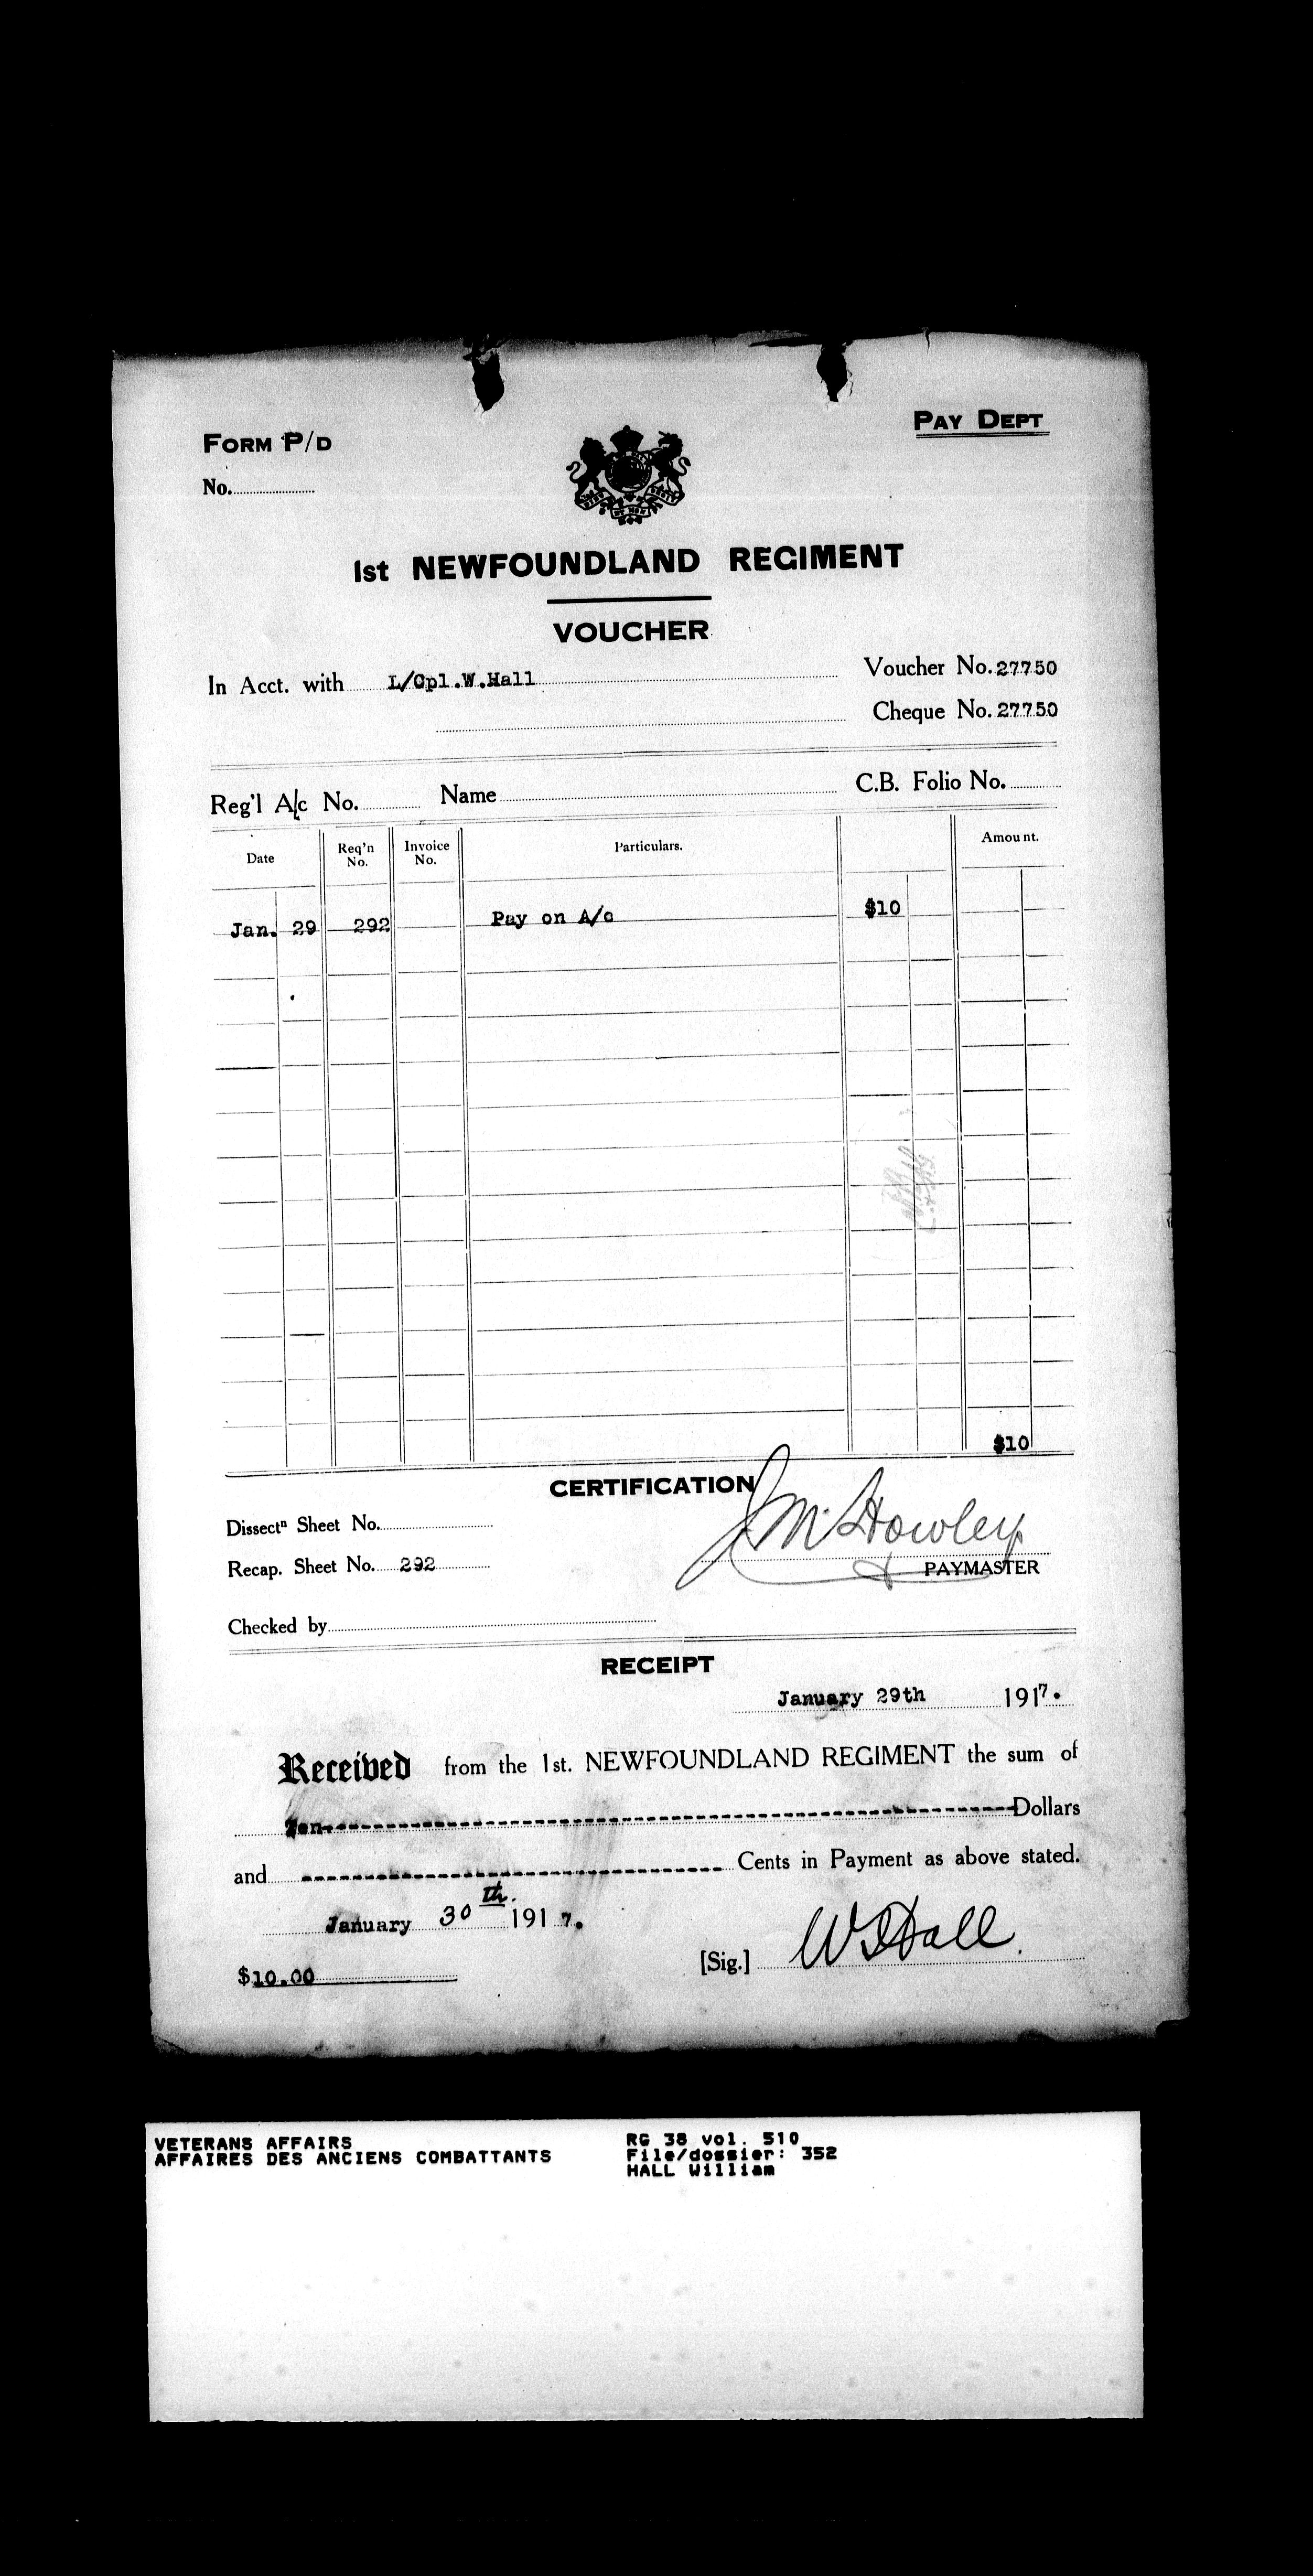 FORM P/D
PAY DEPT
No.
1st NEWFOUNDLAND REGIMENT
VOUCHER
In Acct. with L/Cpl.W.Hall
Voucher No. 27750
Cheque No. 27750
Reg'l A/c No. Name C.B. Folio No.
Date Req'n No. Invoice No. Particulars. Amount.
Jan. 29 292 Pay on A/c $10
$10
CERTIFICATION
Dissectn Sheet No.
J M Howley
Recap. Sheet No. 292
PAYMASTER
Checked by
RECEIPT
January 29th 1917.
Received from the 1st. NEWFOUNDLAND REGIMENT the sum of
Ten Dollars
and Cents in Payment as above stated.
January 30th. 1917.
[Sig.] W Hall
$10.00
VETERANS AFFAIRS
AFFAIRES DES ANCIENS COMBATTANTS
RG 38 vol. 510
File/dossier: 352
HALL William